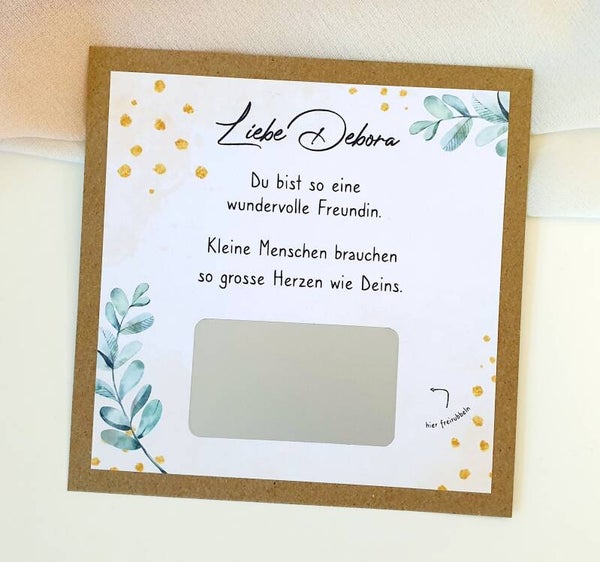 Liebe Debora
Du bist so eine
wundervolle Freundin.
Kleine Menschen brauchen
so grosse Herzen wie Deins.
hier freirubbeln